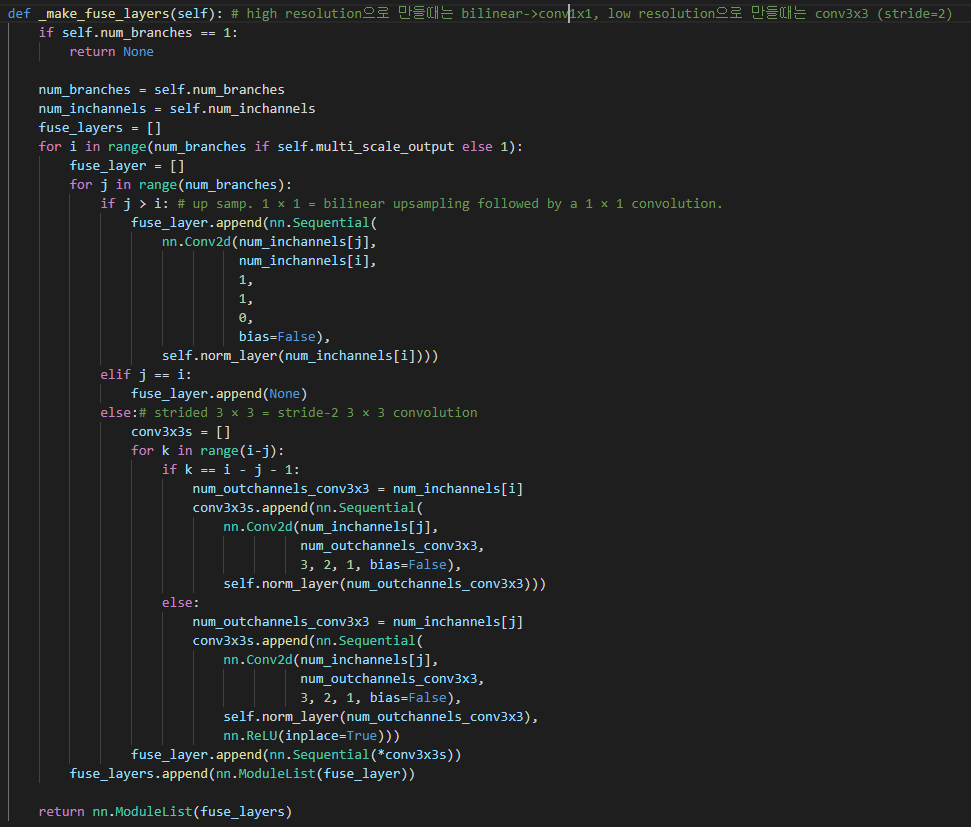 def _make_fuse_layers(self): # high resolution으로 만들때는 bilinear->conv1x1, low resolution으로 만들때는 conv3x3 (stride=2)
    if self.num_branches == 1:
        return None

    num_branches = self.num_branches
    num_inchannels = self.num_inchannels
    fuse_layers = []
    for i in range(num_branches if self.multi_scale_output else 1):
        fuse_layer = []
        for j in range(num_branches):
            if j > i: # up samp. 1 × 1 = bilinear upsampling followed by a 1 × 1 convolution.
                fuse_layer.append(nn.Sequential(
                    nn.Conv2d(num_inchannels[j],
                              num_inchannels[i],
                              1,
                              1,
                              0,
                              bias=False),
                    self.norm_layer(num_inchannels[i])))
            elif j == i:
                fuse_layer.append(None)
            else:# strided 3 × 3 = stride-2 3 × 3 convolution
                conv3x3s = []
                for k in range(i-j):
                    if k == i - j - 1:
                        num_outchannels_conv3x3 = num_inchannels[i]
                        conv3x3s.append(nn.Sequential(
                            nn.Conv2d(num_inchannels[j],
                                      num_outchannels_conv3x3,
                                      3, 2, 1, bias=False),
                            self.norm_layer(num_outchannels_conv3x3)))
                    else:
                        num_outchannels_conv3x3 = num_inchannels[j]
                        conv3x3s.append(nn.Sequential(
                            nn.Conv2d(num_inchannels[j],
                                      num_outchannels_conv3x3,
                                      3, 2, 1, bias=False),
                            self.norm_layer(num_outchannels_conv3x3),
                            nn.ReLU(inplace=True)))
                fuse_layer.append(nn.Sequential(*conv3x3s))
        fuse_layers.append(nn.ModuleList(fuse_layer))

    return nn.ModuleList(fuse_layers)